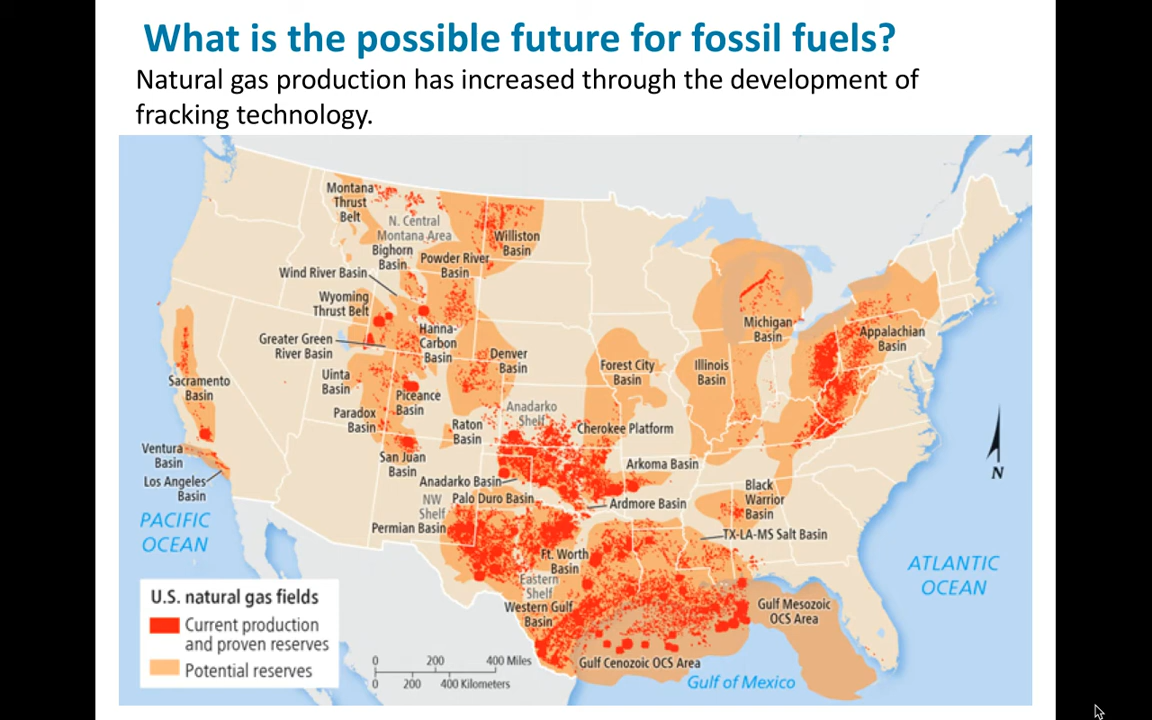 What is the possible future for fossil fuels?
Natural gas production has increased through the development of
fracking technology.
Montana
Thrust
Belt
N. Central
Montana Area
Bighorn
Basin
Williston
Basin
Powder River
Basin
Wind River Basin
Wyoming
Thrust Belt
Greater Green
River Basin
Hanna-
Carbon
Basin
Michigan
Basin
Appalachian
Basin
Uinta
Basin
Denver
Basin
Forest City
Basin
Illinois
Basin
Sacramento
Basin
Piceance
Basin
Paradox
Basin
Anadarko
Shelf
Raton
Basin
Cherokee Platform
Ventura
Basin
Los Angeles
Basin
San Juan
Basin
Arkoma Basin
Anadarko Basin
Palo Duro Basin
NW
Shelf
Permian Basin
Ardmore Basin
Black
Warrior
Basin
N
PACIFIC
OCEAN
TX-LA-MS Salt Basin
Ft. Worth
Basin
Eastern
Shelf
Western Gulf
Basin
ATLANTIC
OCEAN
Gulf Mesozoic
OCS Area
Gulf Cenozoic OCS Area
Gulf of Mexico
U.S. natural gas fields
Current production
and proven reserves
Potential reserves
0 200 400 Miles
0 200 400 Kilometers